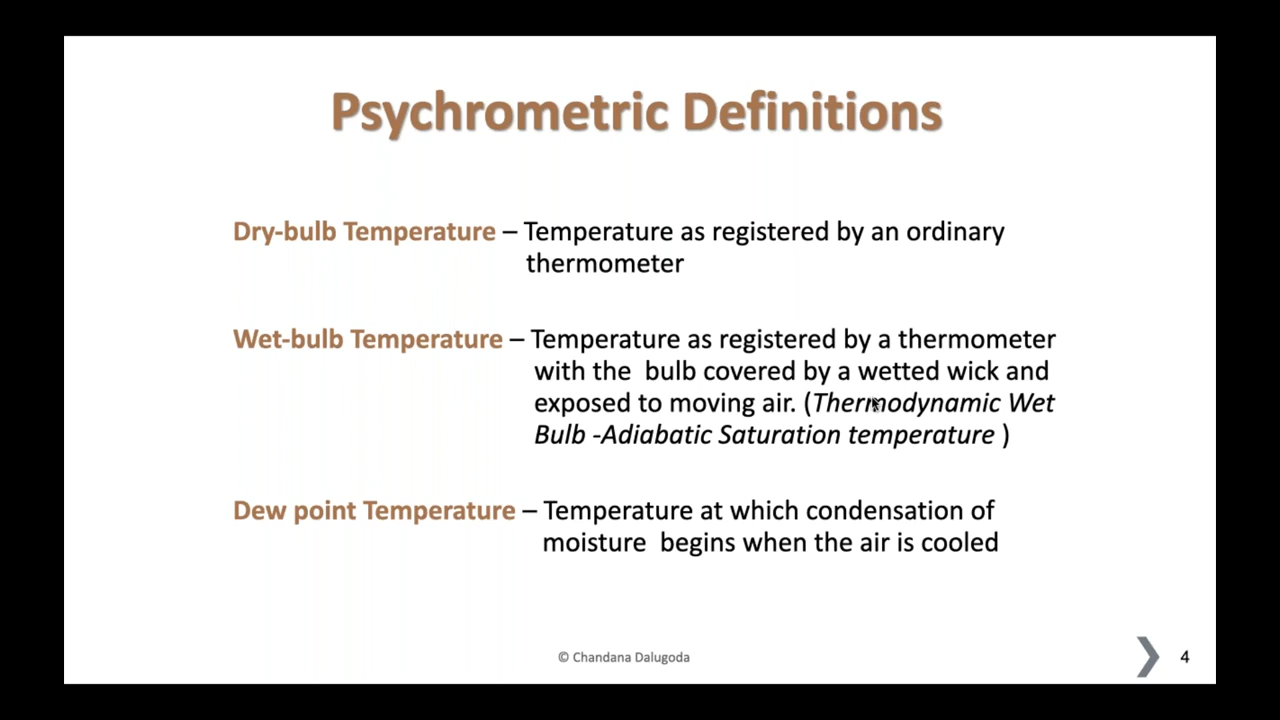 Psychrometric Definitions
Dry-bulb Temperature – Temperature as registered by an ordinary
thermometer
Wet-bulb Temperature – Temperature as registered by a thermometer
with the bulb covered by a wetted wick and
exposed to moving air. (Thermodynamic Wet
Bulb -Adiabatic Saturation temperature )
Dew point Temperature – Temperature at which condensation of
moisture begins when the air is cooled
© Chandana Dalugoda
4